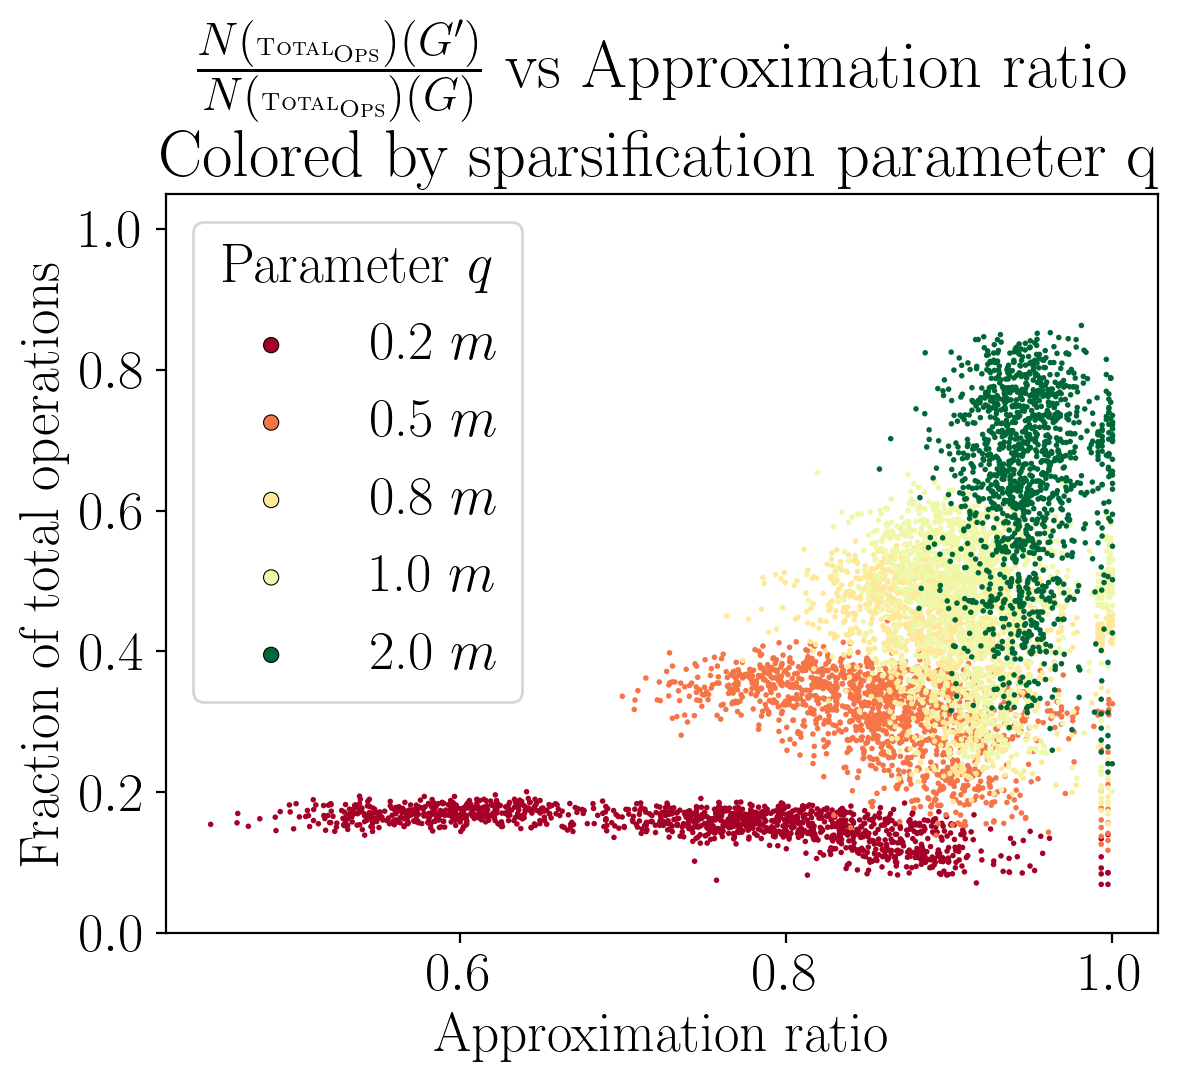 N(TOTAL_OPS)(G′)
N(TOTAL_OPS)(G) vs Approximation ratio
Colored by sparsification parameter q
1.0
0.8
0.6
0.4
0.2
0.0
Fraction of total operations
Parameter q
0.2 m
0.5 m
0.8 m
1.0 m
2.0 m
0.6 0.8 1.0
Approximation ratio